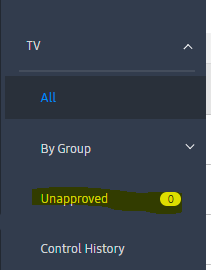 TV
All
By Group
Unapproved 0
Control History